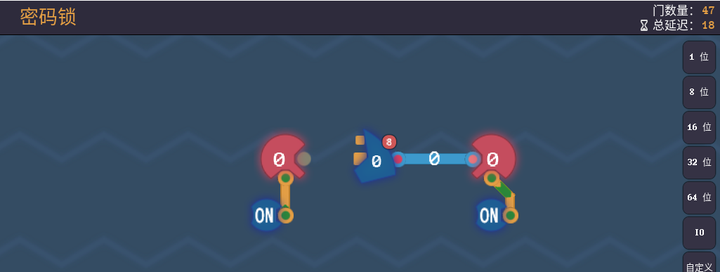 密码锁
门数量: 47
总延迟: 18
1 位
8 位
16 位
32 位
64 位
IO
自定义
8
0
0
0
0
ON
ON